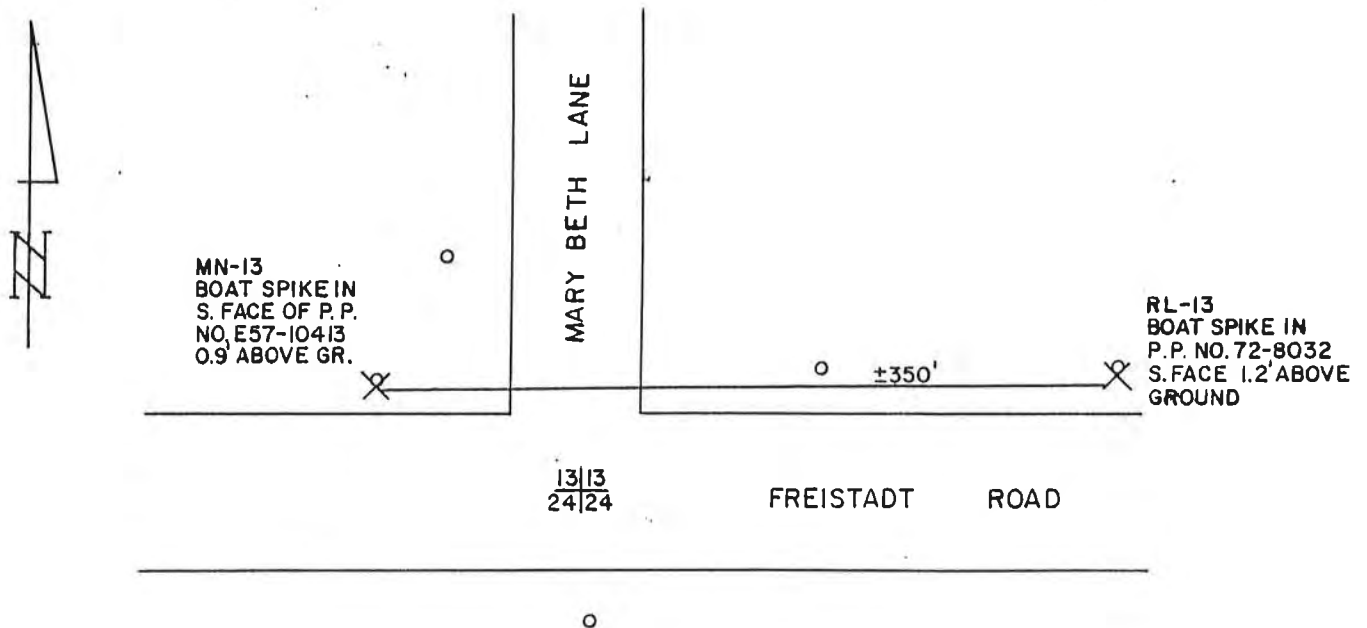 N
MN-13
BOAT SPIKE IN
S. FACE OF P.P.
NO. E57-10413
0.9' ABOVE GR.
MARY BETH LANE
±350'
RL-13
BOAT SPIKE IN
P.P. NO. 72-8032
S. FACE 1.2' ABOVE
GROUND
13|13
24|24
FREISTADT ROAD